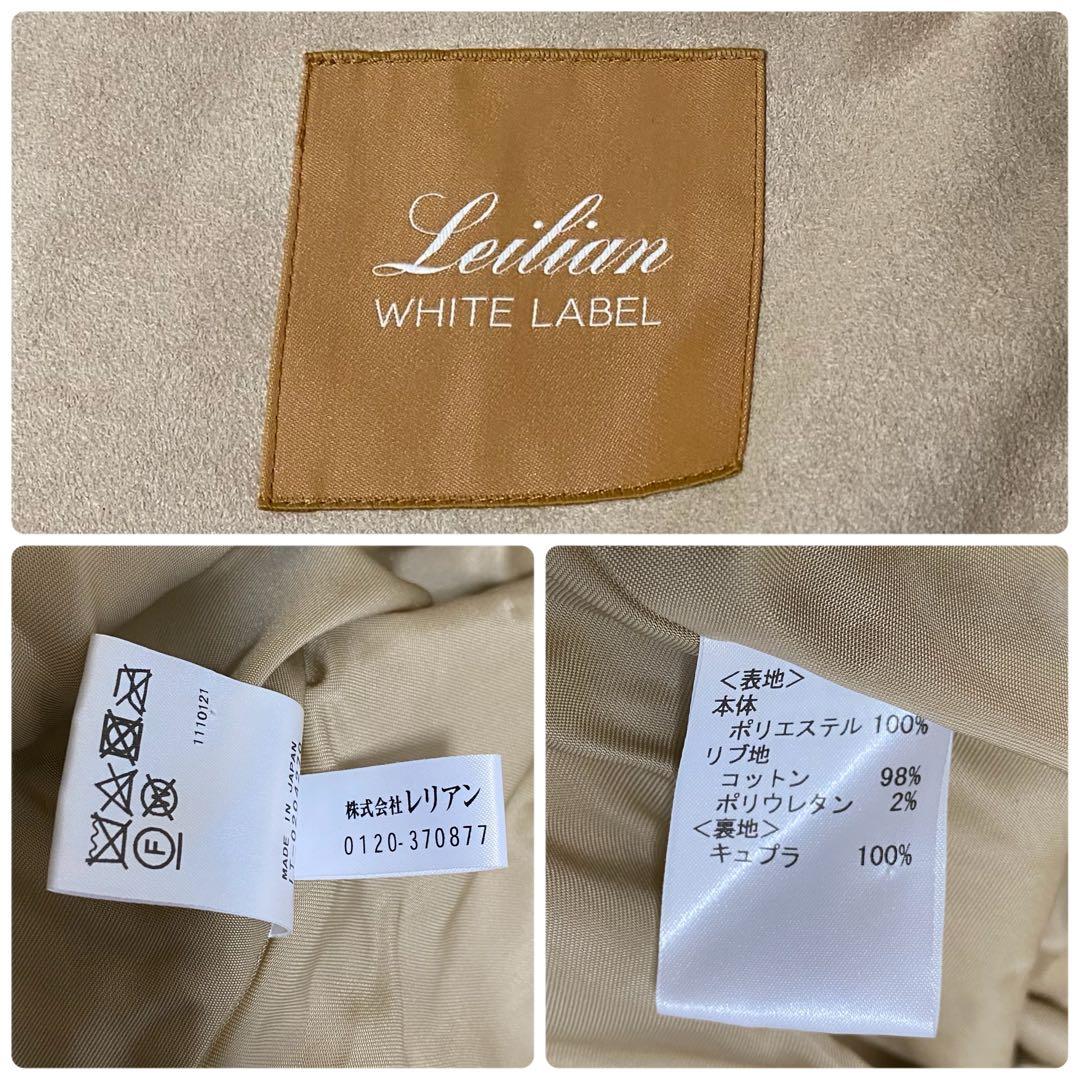 Leilian
WHITE LABEL
1110121
MADE IN JAPAN
F
株式会社レリアン
0120-370877
<表地>
本体
ポリエステル 100%
リブ地
コットン 98%
ポリウレタン 2%
<裏地>
キュプラ 100%